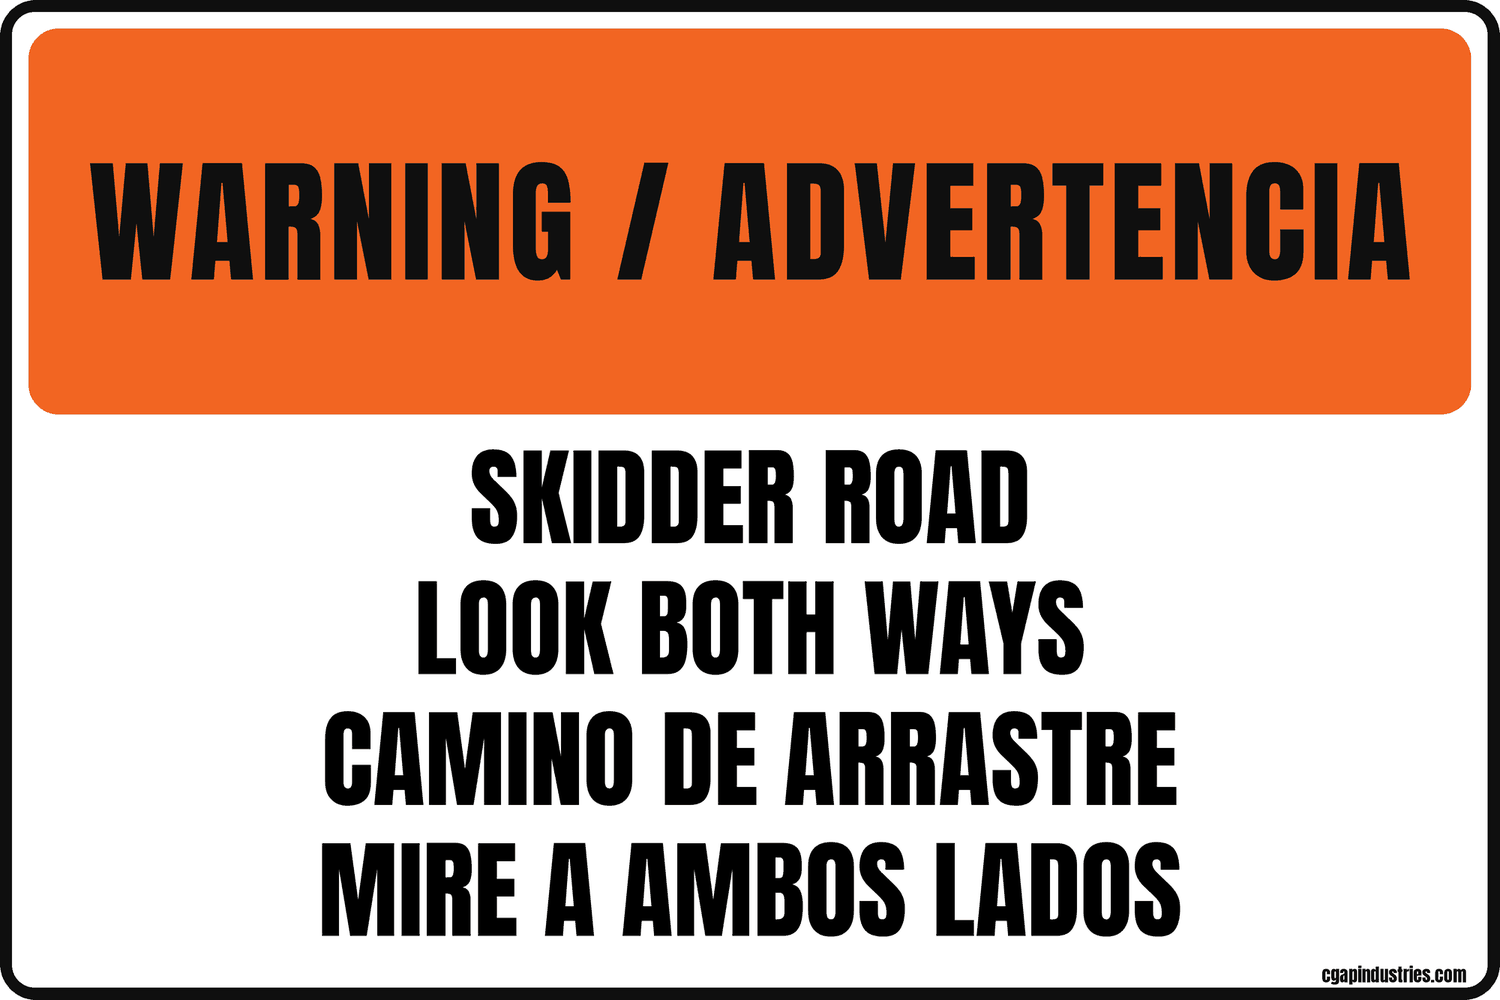 WARNING / ADVERTENCIA
SKIDDER ROAD
LOOK BOTH WAYS
CAMINO DE ARRASTRE
MIRE A AMBOS LADOS
cgapindustries.com